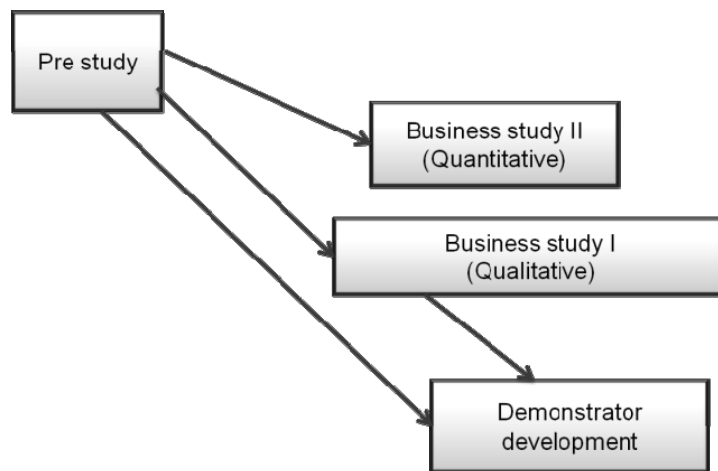 Pre study
Business study II
(Quantitative)
Business study I
(Qualitative)
Demonstrator
development